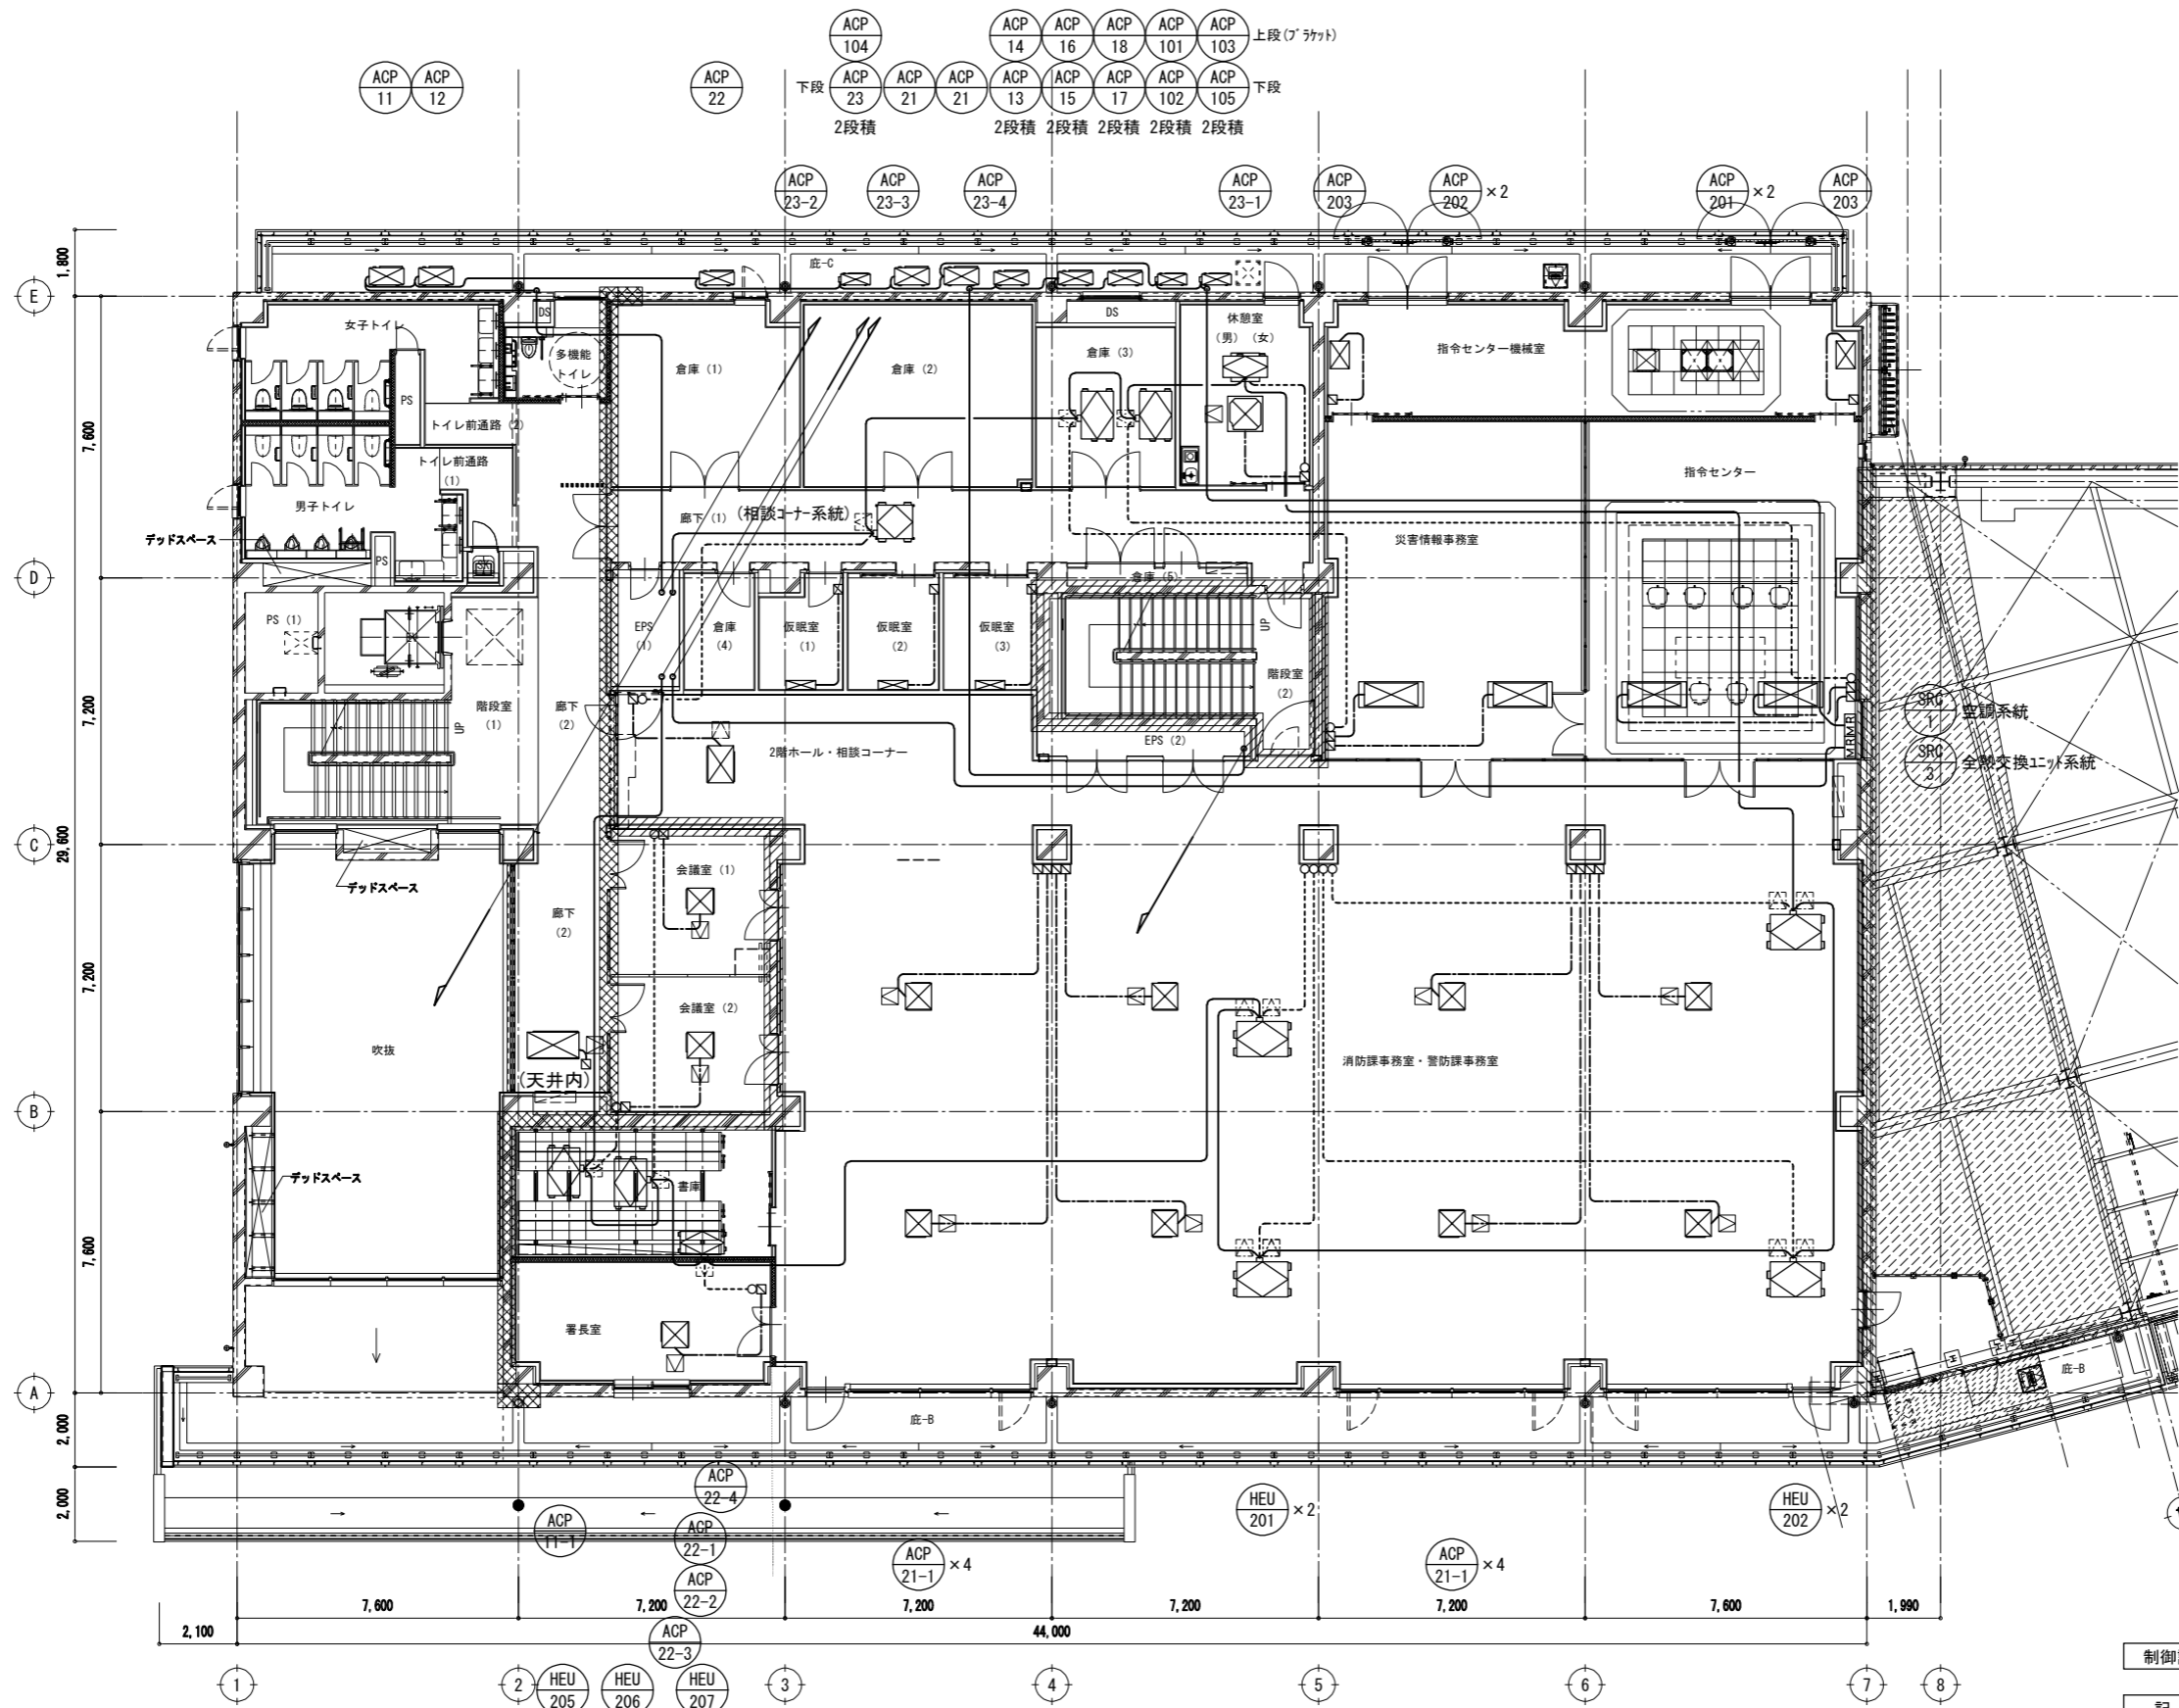 ACP 104
ACP 14
ACP 16
ACP 18
ACP 101
ACP 103
上段(ブラケット)
ACP 11
ACP 12
ACP 22
下段
ACP 23
ACP 21
ACP 21
ACP 13
ACP 15
ACP 17
ACP 102
ACP 105
下段
2段積
2段積
2段積
2段積
2段積
2段積
ACP 23-2
ACP 23-3
ACP 23-4
ACP 23-1
ACP 203
ACP 202
×2
ACP 201
×2
ACP 203
1,800
庇-C
E
女子トイレ
DS
多機能
トイレ
倉庫 (1)
倉庫 (2)
DS
倉庫 (3)
休憩室
(男) (女)
指令センター機械室
PS
トイレ前通路 (2)
7,600
トイレ前通路
(1)
男子トイレ
廊下 (1)
(相談コーナー系統)
災害情報事務室
指令センター
デッドスペース
PS
SK
D
倉庫 (5)
PS (1)
EPS
(1)
倉庫
(4)
仮眠室
(1)
仮眠室
(2)
仮眠室
(3)
UP
階段室
(2)
7,200
UP
階段室
(1)
廊下
(2)
2階ホール・相談コーナー
EPS (2)
SRC 1
空調系統
SRC 3
全熱交換ユニット系統
C
29,600
デッドスペース
会議室 (1)
廊下
(2)
7,200
会議室 (2)
吹抜
(天井内)
消防課事務室・警防課事務室
B
デッドスペース
書庫
7,600
署長室
A
庇-B
庇-B
2,000
2,000
ACP 22-4
ACP 11-1
ACP 22-1
ACP 22-2
ACP 22-3
ACP 21-1
×4
HEU 201
×2
ACP 21-1
×4
HEU 202
×2
7,600
7,200
7,200
7,200
7,200
7,600
1,990
2,100
44,000
制御
1
2
HEU 205
HEU 206
HEU 207
3
4
5
6
7
8